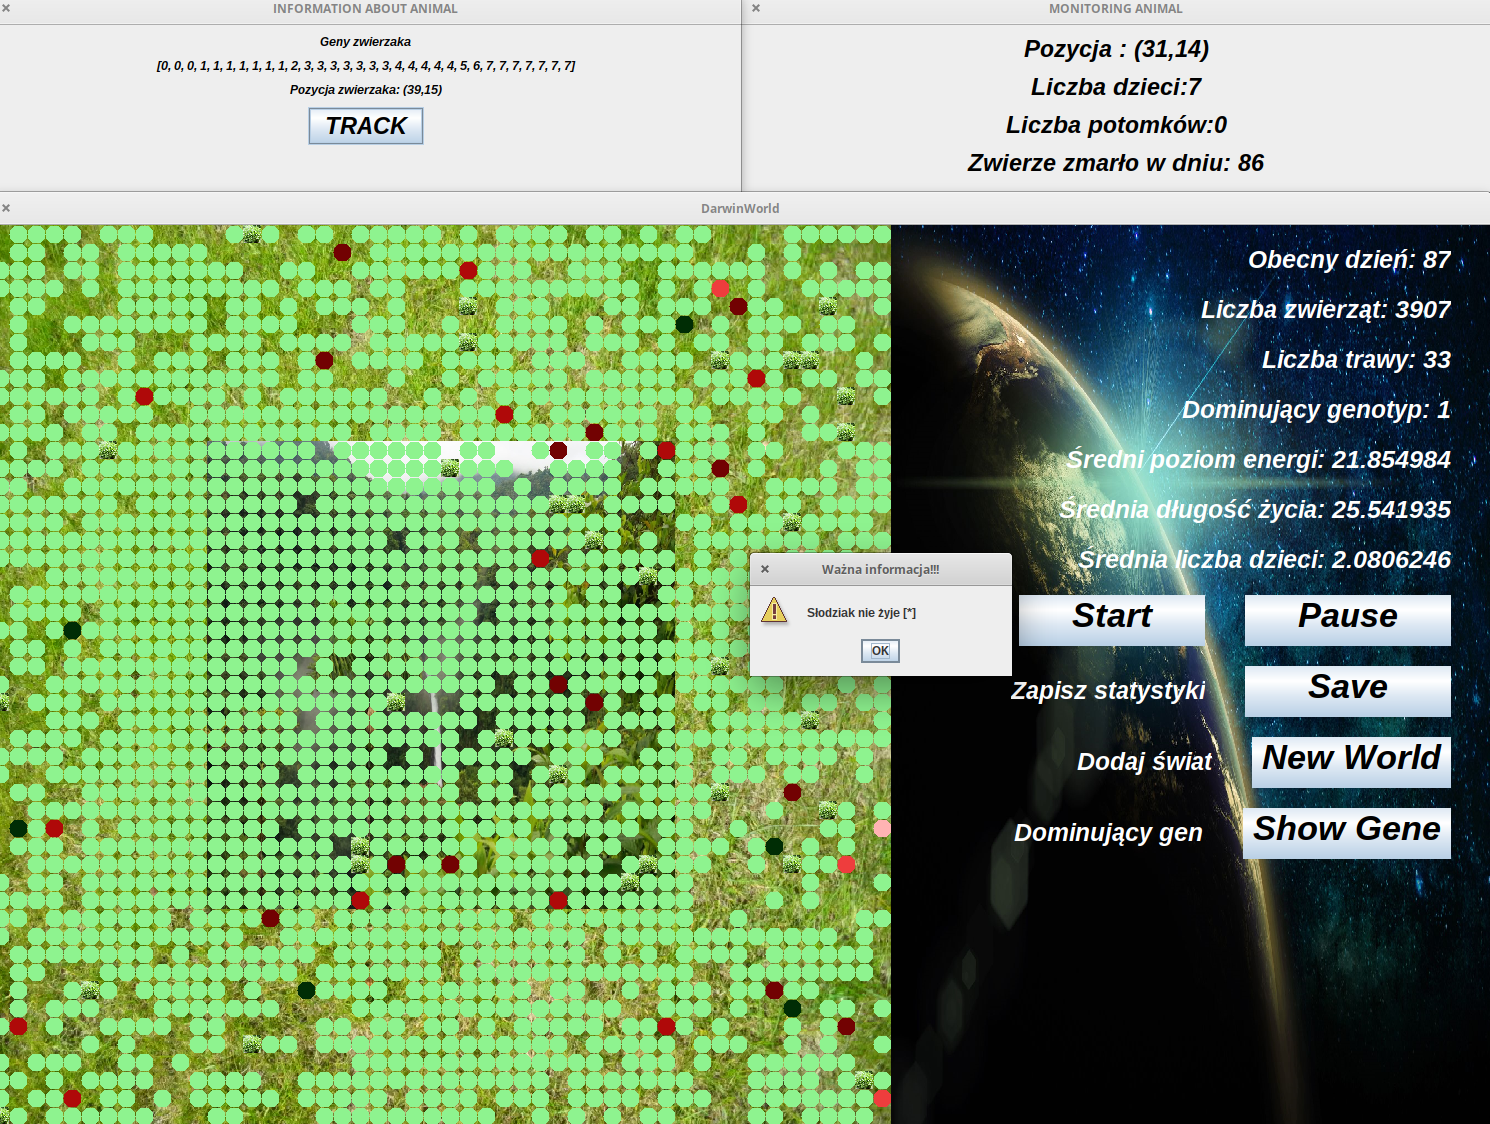 INFORMATION ABOUT ANIMAL
Geny zwierzaka
[0, 0, 0, 1, 1, 1, 1, 1, 1, 1, 2, 3, 3, 3, 3, 3, 3, 3, 4, 4, 4, 4, 4, 5, 6, 7, 7, 7, 7, 7, 7, 7]
Pozycja zwierzaka: (39,15)
TRACK
MONITORING ANIMAL
Pozycja : (31,14)
Liczba dzieci:7
Liczba potomków:0
Zwierze zmarło w dniu: 86
DarwinWorld
Obecny dzień: 87
Liczba zwierząt: 3907
Liczba trawy: 33
Dominujący genotyp: 1
Średni poziom energi: 21.854984
Średnia długość życia: 25.541935
Średnia liczba dzieci: 2.0806246
Ważna informacja!!!
Słodziak nie żyje [*]
OK
Start
Pause
Zapisz statystyki
Save
Dodaj świat
New World
Dominujący gen
Show Gene